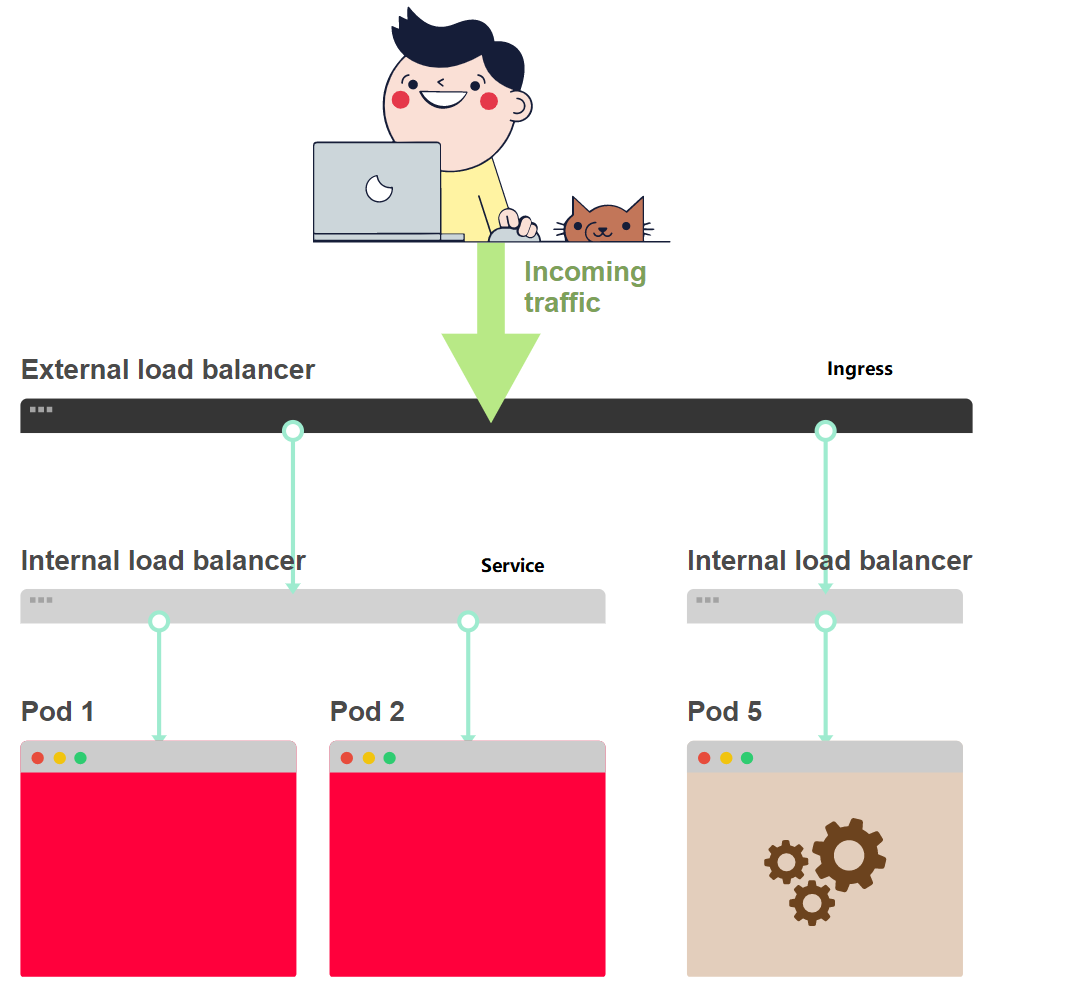 Incoming
traffic
External load balancer
Ingress
Internal load balancer
Service
Internal load balancer
Pod 1
Pod 2
Pod 5